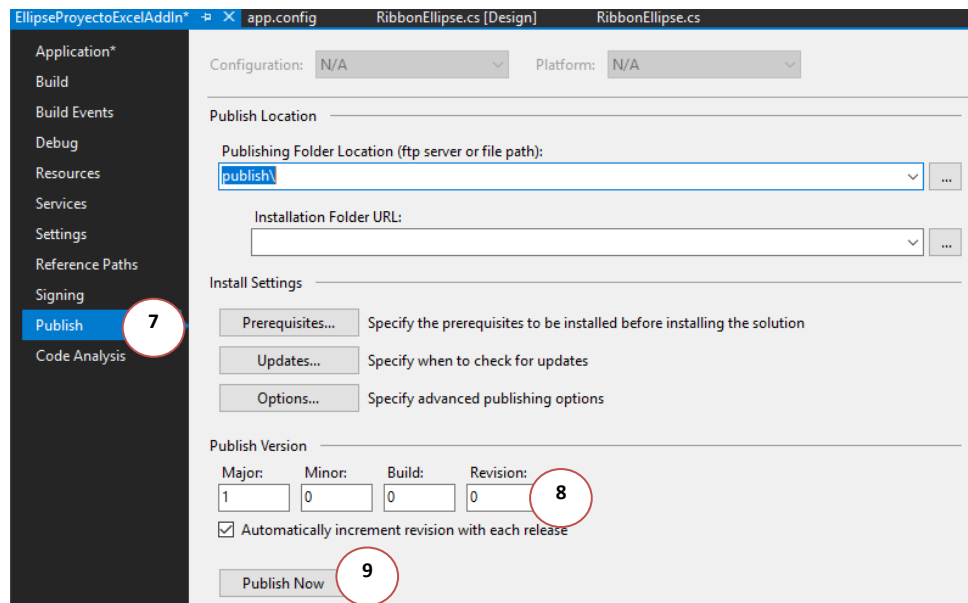 EllipseProyectoExcelAddIn* app.config RibbonEllipse.cs [Design] RibbonEllipse.cs
Application*
Build
Build Events
Debug
Resources
Services
Settings
Reference Paths
Signing
Publish 7
Code Analysis
Configuration: N/A Platform: N/A
Publish Location
Publishing Folder Location (ftp server or file path):
publish\ ...
Installation Folder URL:
...
Install Settings
Prerequisites... Specify the prerequisites to be installed before installing the solution
Updates... Specify when to check for updates
Options... Specify advanced publishing options
Publish Version
Major: Minor: Build: Revision:
1 0 0 0 8
Automatically increment revision with each release
Publish Now 9